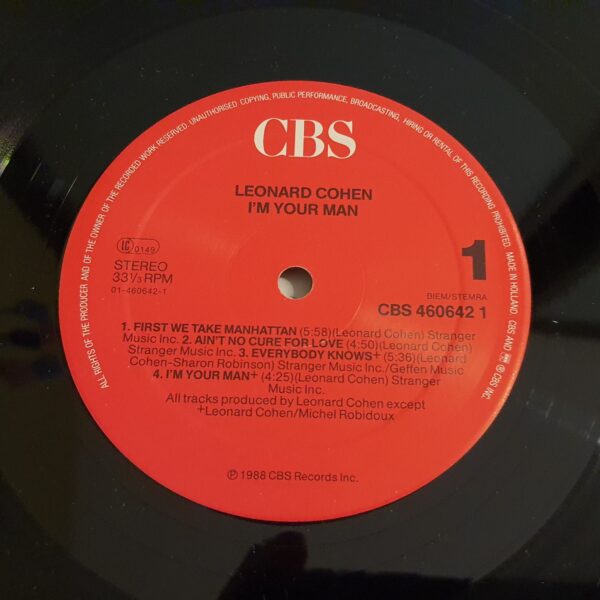 ALL RIGHTS OF THE PRODUCER AND OF THE OWNER OF THE RECORDED WORK RESERVED. UNAUTHORISED COPYING, PUBLIC PERFORMANCE, BROADCASTING, HIRING OR RENTAL OF THIS RECORDING PROHIBITED. MADE IN HOLLAND. CBS AND ® CBS INC.
CBS
LEONARD COHEN
I'M YOUR MAN
LC 0149
STEREO
33 1/3 RPM
01-460642-1
1
BIEM/STEMRA
CBS 460642 1
1. FIRST WE TAKE MANHATTAN (5:58)(Leonard Cohen) Stranger
Music Inc. 2. AIN'T NO CURE FOR LOVE (4:50)(Leonard Cohen)
Stranger Music Inc. 3. EVERYBODY KNOWS+ (5:36)(Leonard
Cohen-Sharon Robinson) Stranger Music Inc./Geffen Music
4. I'M YOUR MAN+ (4:25)(Leonard Cohen) Stranger
Music Inc.
All tracks produced by Leonard Cohen except
+Leonard Cohen/Michel Robidoux
℗ 1988 CBS Records Inc.